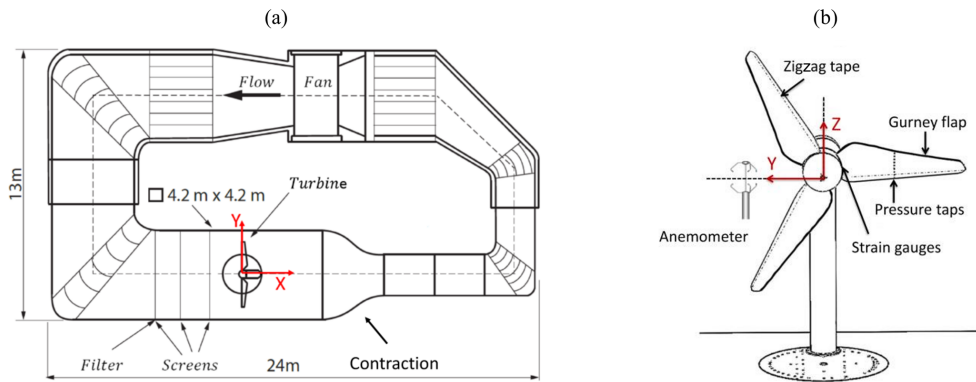 (a)
(b)
Flow
Fan
13m
4.2 m x 4.2 m
Turbine
Y
X
Filter
Screens
24m
Contraction
Zigzag tape
Z
Gurney flap
Y
Pressure taps
Anemometer
Strain gauges